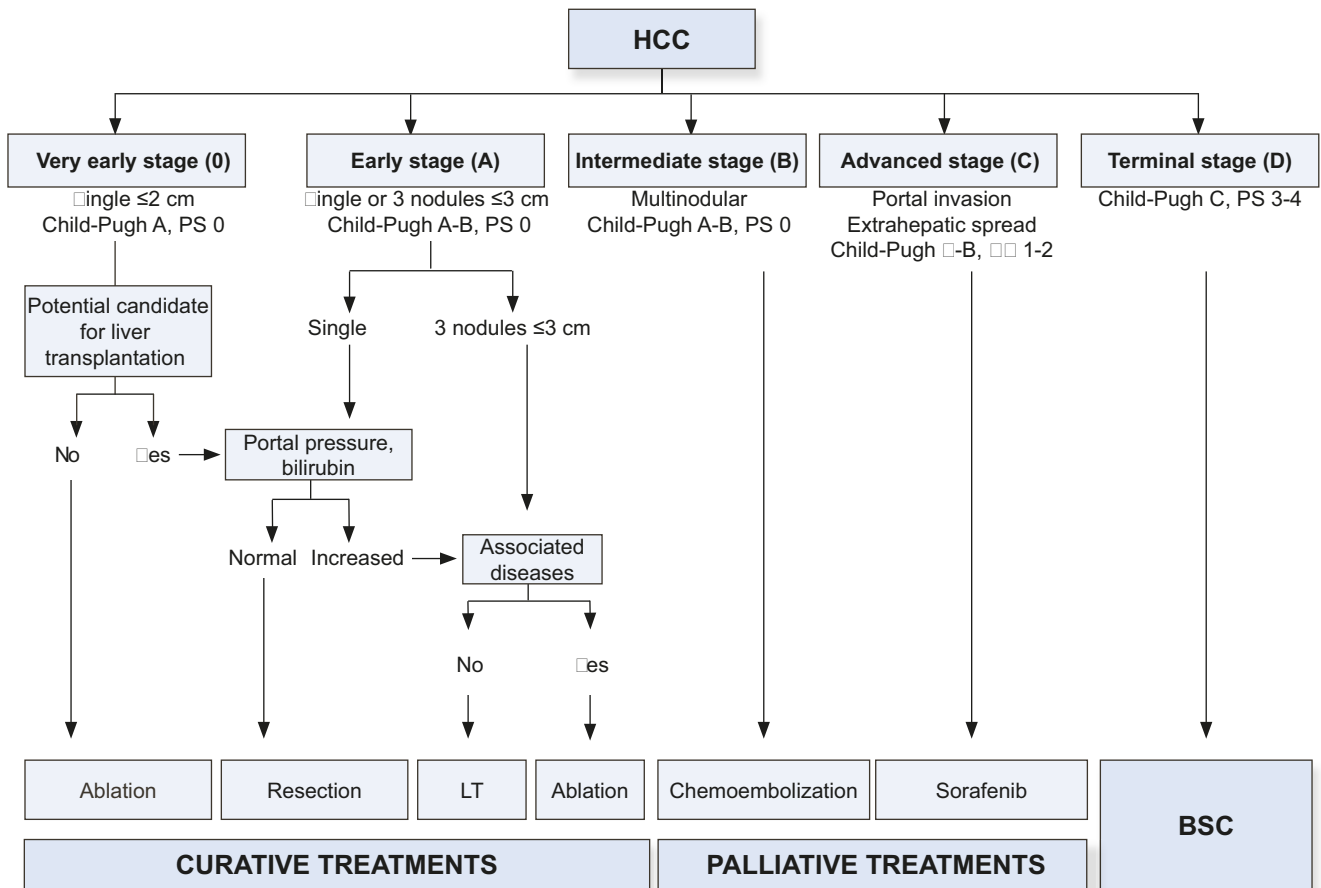 HCC
Very early stage (0)
□ingle ≤2 cm
Child-Pugh A, PS 0
Early stage (A)
□ingle or 3 nodules ≤3 cm
Child-Pugh A-B, PS 0
Intermediate stage (B)
Multinodular
Child-Pugh A-B, PS 0
Advanced stage (C)
Portal invasion
Extrahepatic spread
Child-Pugh □-B, □□ 1-2
Terminal stage (D)
Child-Pugh C, PS 3-4
Potential candidate
for liver
transplantation
Single
3 nodules ≤3 cm
No
□es
Portal pressure,
bilirubin
Normal
Increased
Associated
diseases
No
□es
Ablation
Resection
LT
Ablation
Chemoembolization
Sorafenib
BSC
CURATIVE TREATMENTS
PALLIATIVE TREATMENTS